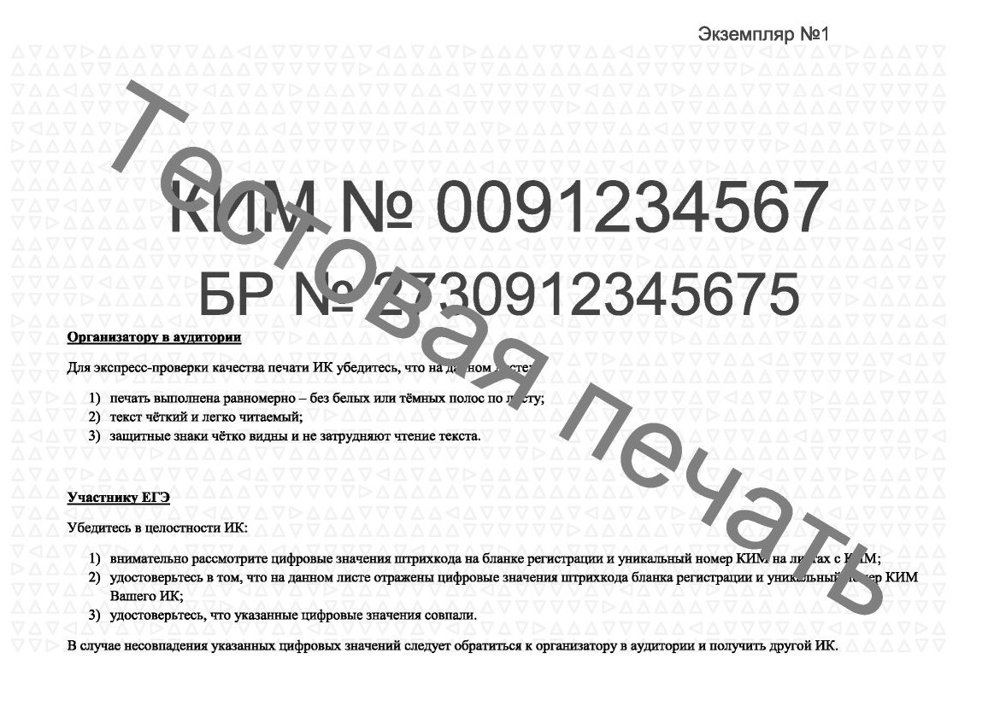 Экземпляр №1
КИМ № 0091234567
БР № 2730912345675
Организатору в аудитории
Для экспресс-проверки качества печати ИК убедитесь, что на данном листе:
1) печать выполнена равномерно – без белых или тёмных полос по листу;
2) текст чёткий и легко читаемый;
3) защитные знаки чётко видны и не затрудняют чтение текста.
Участнику ЕГЭ
Убедитесь в целостности ИК:
1) внимательно рассмотрите цифровые значения штрихкода на бланке регистрации и уникальный номер КИМ на листах с КИМ;
2) удостоверьтесь в том, что на данном листе отражены цифровые значения штрихкода бланка регистрации и уникальный номер КИМ
Вашего ИК;
3) удостоверьтесь, что указанные цифровые значения совпали.
В случае несовпадения указанных цифровых значений следует обратиться к организатору в аудитории и получить другой ИК.
Тестовая печать